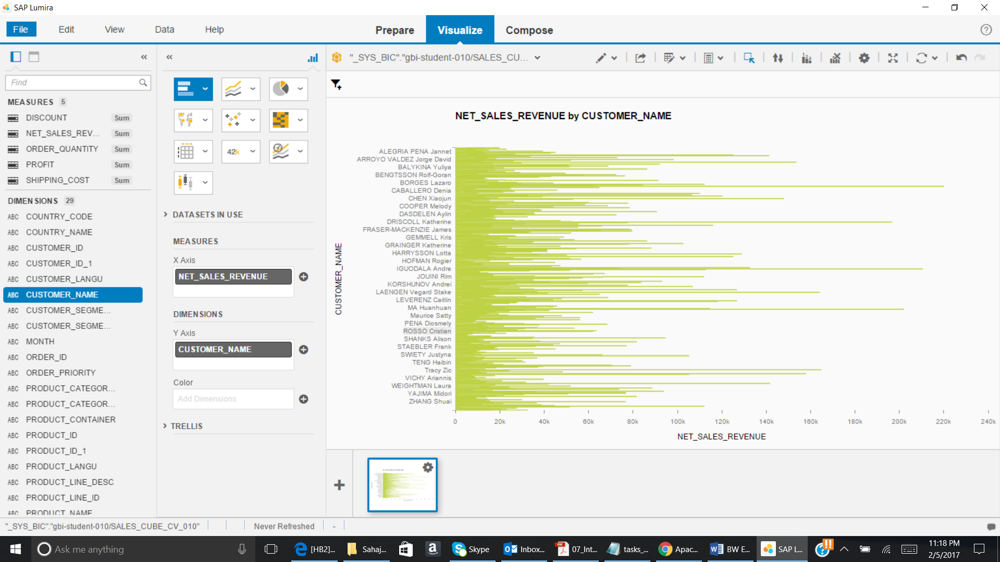 SAP Lumira
File Edit View Data Help
Prepare Visualize Compose
"_SYS_BIC"."gbi-student-010/SALES_CU...
Find
MEASURES 5
DISCOUNT Sum
NET_SALES_REV... Sum
ORDER_QUANTITY Sum
PROFIT Sum
SHIPPING_COST Sum
DIMENSIONS 29
ABC COUNTRY_CODE
ABC COUNTRY_NAME
ABC CUSTOMER_ID
ABC CUSTOMER_ID_1
ABC CUSTOMER_LANGU
ABC CUSTOMER_NAME
ABC CUSTOMER_SEGME...
ABC CUSTOMER_SEGME...
ABC MONTH
ABC ORDER_ID
ABC ORDER_PRIORITY
ABC PRODUCT_CATEGOR...
ABC PRODUCT_CATEGOR...
ABC PRODUCT_CONTAINER
ABC PRODUCT_ID
ABC PRODUCT_ID_1
ABC PRODUCT_LANGU
ABC PRODUCT_LINE_DESC
ABC PRODUCT_LINE_ID
ABC PRODUCT_NAME
42k
DATASETS IN USE
MEASURES
X Axis
NET_SALES_REVENUE
DIMENSIONS
Y Axis
CUSTOMER_NAME
Color
Add Dimensions
TRELLIS
NET_SALES_REVENUE by CUSTOMER_NAME
CUSTOMER_NAME
ALEGRIA PENA Jannet
ARROYO VALDEZ Jorge David
BALYKINA Yuliya
BENGTSSON Rolf-Goran
BORGES Lazaro
CABALLERO Denia
CHEN Xiaojun
COOPER Melody
DASDELEN Aylin
DRISCOLL Katherine
FRASER-MACKENZIE James
GEMMELL Kris
GRAINGER Katherine
HARRYSSON Lotta
HOFMAN Rogier
IGUODALA Andre
JOUINI Rim
KORSHUNOV Andrei
LAENGEN Vegard Stake
LEVERENZ Caitlin
MA Huanhuan
Maurice Satty
PENA Diosmely
ROSSO Cristian
SHANKS Alison
STAEBLER Frank
SWIETY Justyna
TENG Haibin
Tracy Zic
VICHY Ariannis
WEIGHTMAN Laura
YAJIMA Midori
ZHANG Shuai
0 20k 40k 60k 80k 100k 120k 140k 160k 180k 200k 220k 240k
NET_SALES_REVENUE
"_SYS_BIC"."gbi-student-010/SALES_CUBE_CV_010" Never Refreshed -
Ask me anything [HB2]... Sahaj... Skype Inbox... 07_Int... tasks_... Apac... BW E... SAP L... 11:18 PM
2/5/2017